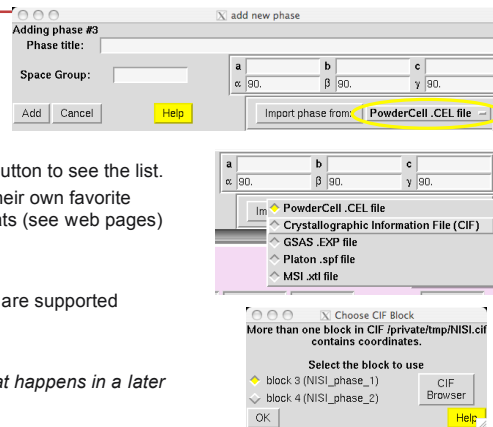 add new phase
Adding phase #3
Phase title:
Space Group:
a b c
α 90. β 90. γ 90.
Add Cancel Help Import phase from: PowderCell .CEL file
utton to see the list.
heir own favorite
ats (see web pages)
are supported
at happens in a later
a b c
α 90. β 90. γ 90.
Im
PowderCell .CEL file
Crystallographic Information File (CIF)
GSAS .EXP file
Platon .spf file
MSI .xtl file
Choose CIF Block
More than one block in CIF /private/tmp/NISI.cif
contains coordinates.
Select the block to use
block 3 (NISI_phase_1)
block 4 (NISI_phase_2)
CIF
Browser
OK Help